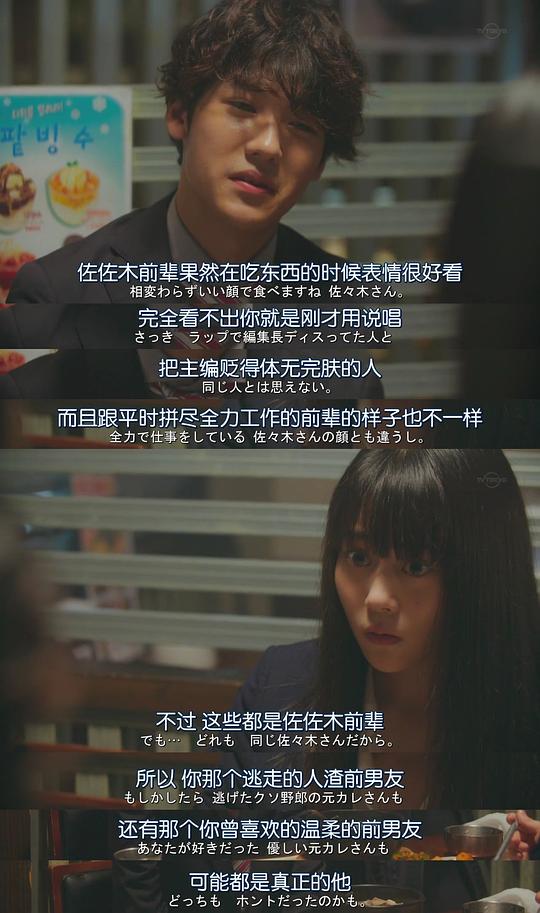 TV TOKYO
팥빙수
佐佐木前辈果然在吃东西的时候表情很好看
相変わらずいい顔で食べますね 佐々木さん。
完全看不出你就是刚才用说唱
さっき ラップで編集長ディスってた人と
把主编贬得体无完肤的人
同じ人とは思えない。
而且跟平时拼尽全力工作的前辈的样子也不一样
全力で仕事をしている 佐々木さんの顔とも違うし。
TV TOKYO
不过 这些都是佐佐木前辈
でも… どれも 同じ佐々木さんだから。
所以 你那个逃走的人渣前男友
もしかしたら 逃げたクソ野郎の元カレさんも
还有那个你曾喜欢的温柔的前男友
あなたが好きだった 優しい元カレさんも
可能都是真正的他
どっちも ホントだったのかも。